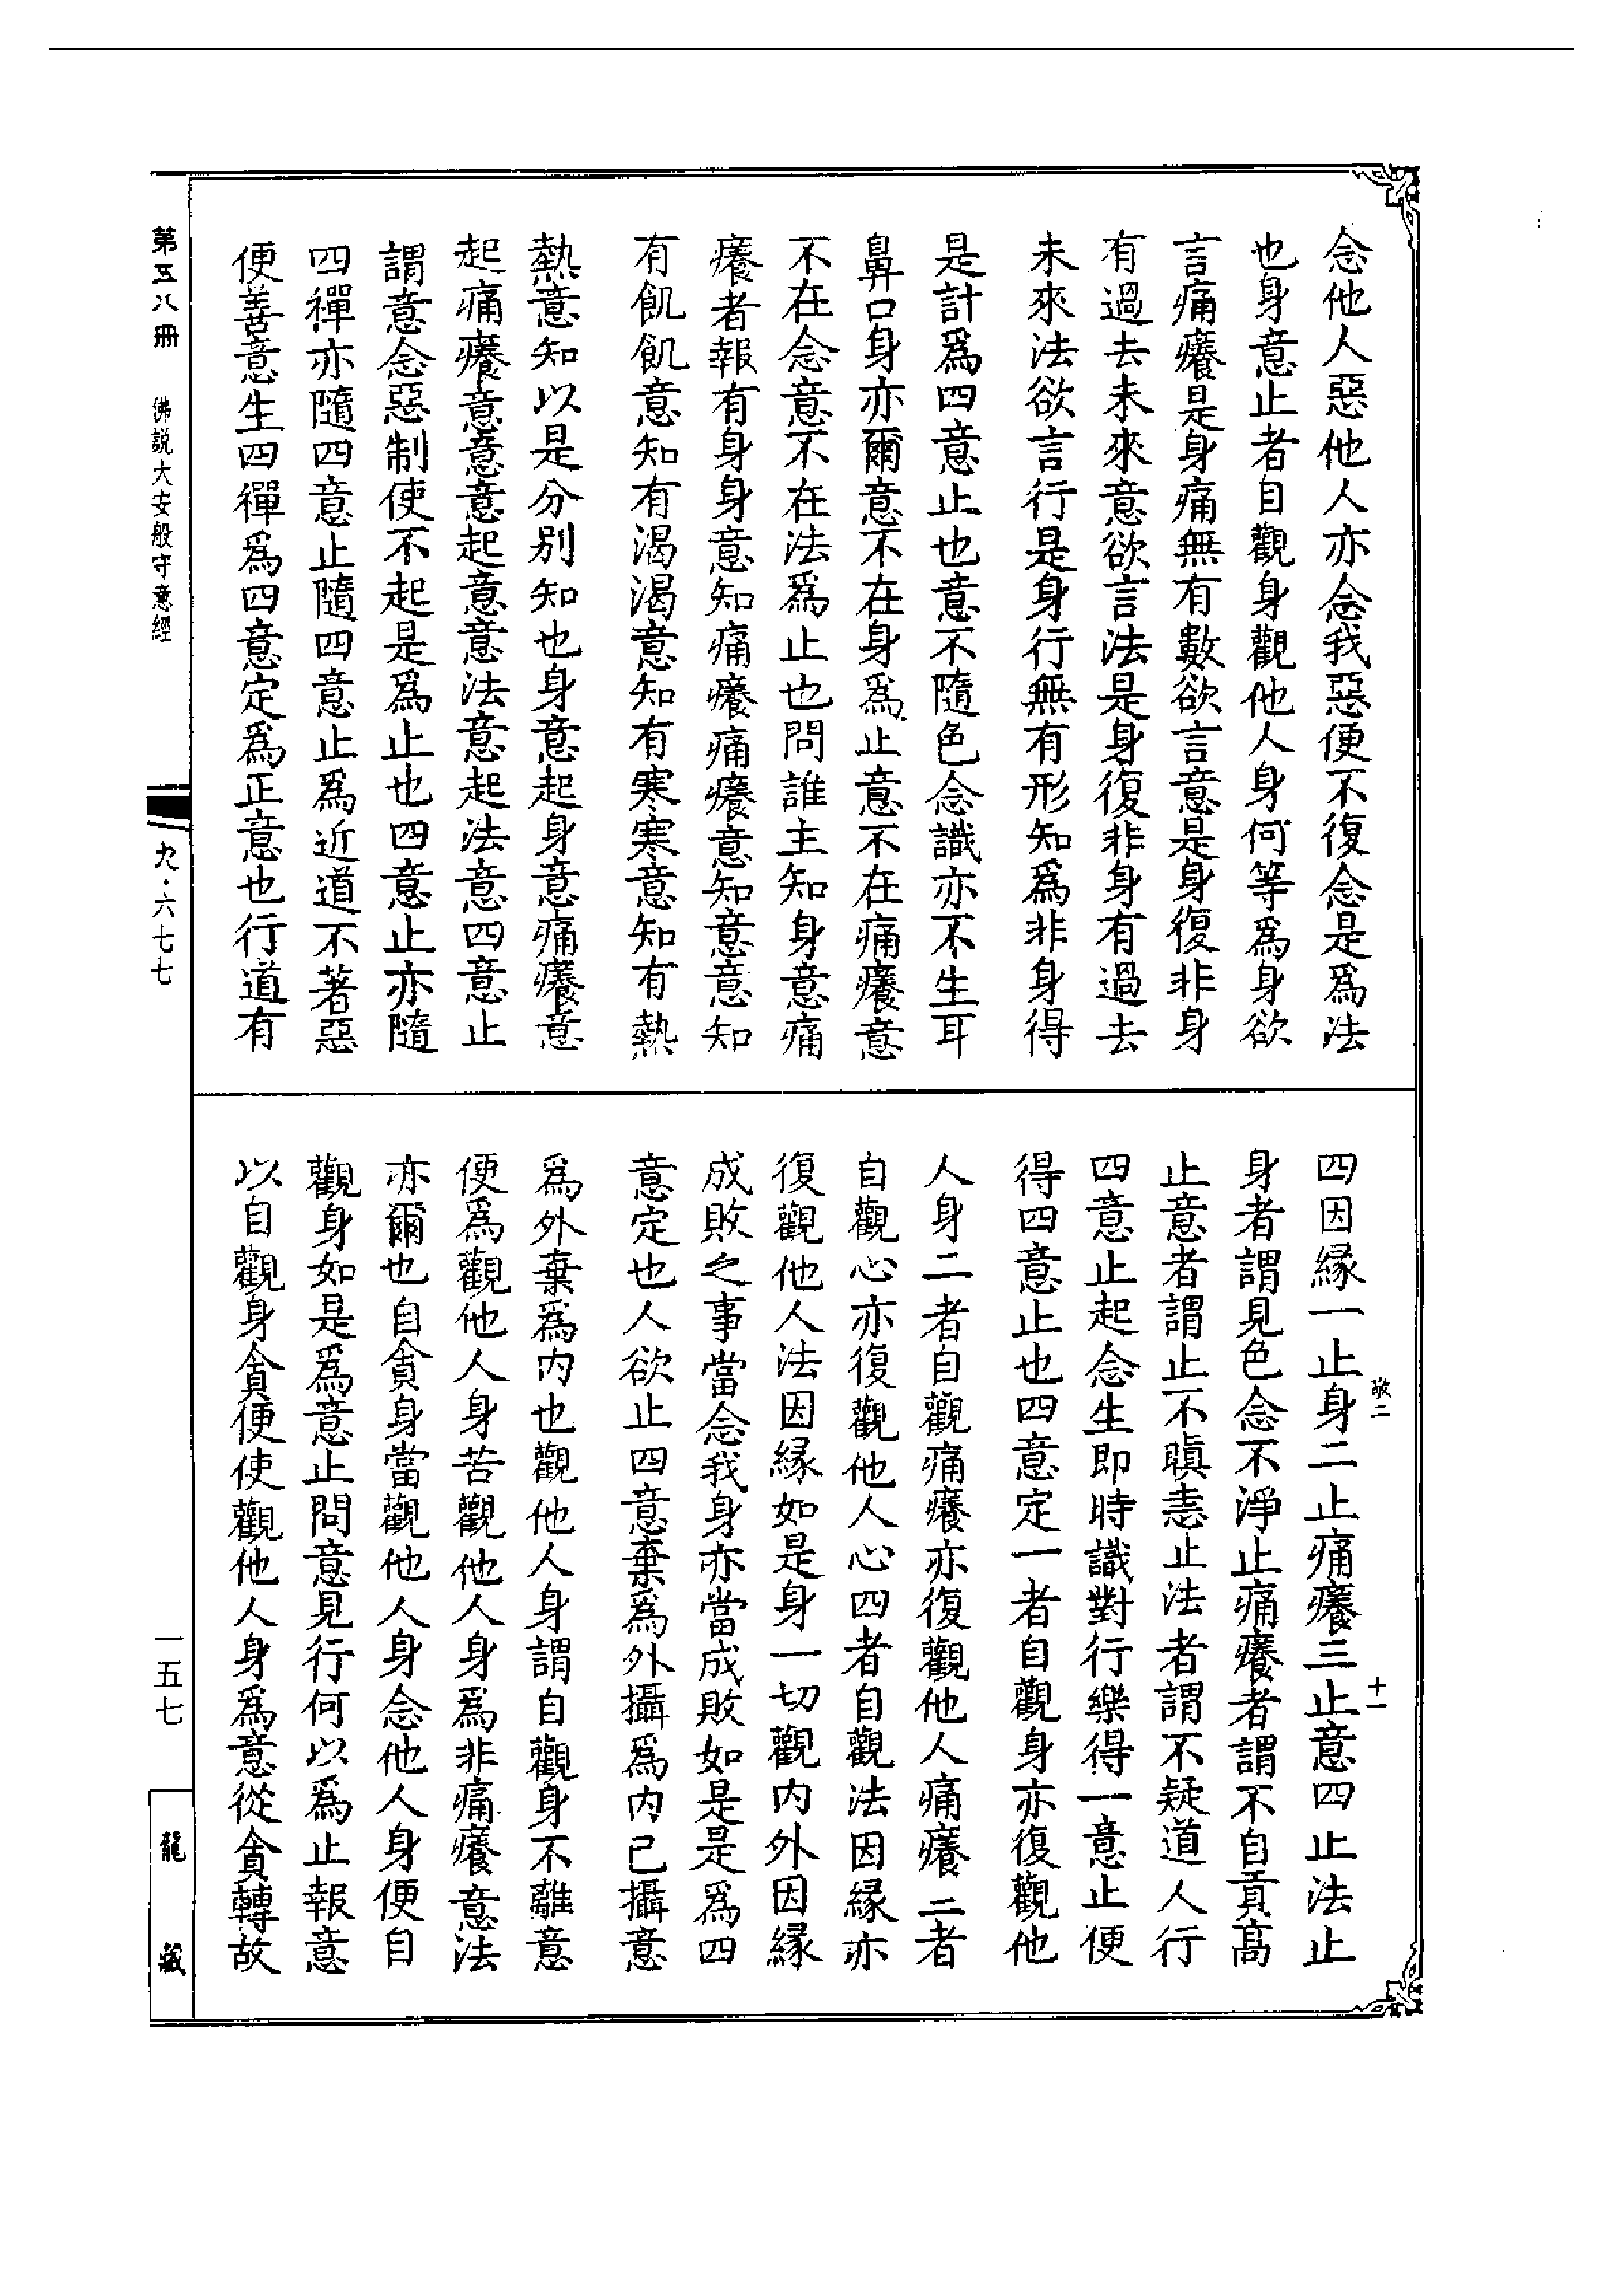 念他人惡他人亦念我惡便不復念是爲法
也身意止者自觀身觀他人身何等爲身欲
言痛癢是身痛無有數欲言意是身復非身
有過去未來意欲言法是身復非身有過去
未來法欲言行是身行無有形知爲非身得
是計爲四意止也意不隨色念識亦不生耳
鼻口身亦爾意不在身爲止意不在痛癢意
不在念意不在法爲止也問誰主知身意痛
癢者報有身身意知痛癢痛癢意知意意知
有飢飢意知有渴渴意知有寒寒意知有熱
熱意知以是分別知也身意起身意痛癢意
起痛癢意意意起意意法意起法意四意止
謂意念惡制使不起是爲止也四意止亦隨
四禪亦隨四意止隨四意止爲近道不著惡
便善意生四禪爲四意定爲正意也行道有
四因緣一止身二止痛癢三止意四止法止
身者謂見色念不淨止痛癢者謂不自貢高
止意者謂止不瞋恚止法者謂不疑道人行
四意止起念生即時識對行樂得一意止便
得四意止也四意定一者自觀身亦復觀他
人身二者自觀痛癢亦復觀他人痛癢二者
自觀心亦復觀他人心四者自觀法因緣亦
復觀他人法因緣如是身一切觀內外因緣
成敗之事當念我身亦當成敗如是是爲四
意定也人欲止四意棄爲外攝爲內已攝意
爲外棄爲內也觀他人身謂自觀身不離意
便爲觀他人身苦觀他人身爲非痛癢意法
亦爾也自貪身當觀他人身念他人身便自
觀身如是爲意止問意見行何以爲止報意
以自觀身貪便使觀他人身爲意從貪轉故
敬二
十一
第五八冊
佛說大安般守意經
九·六七七
一五七
龍藏